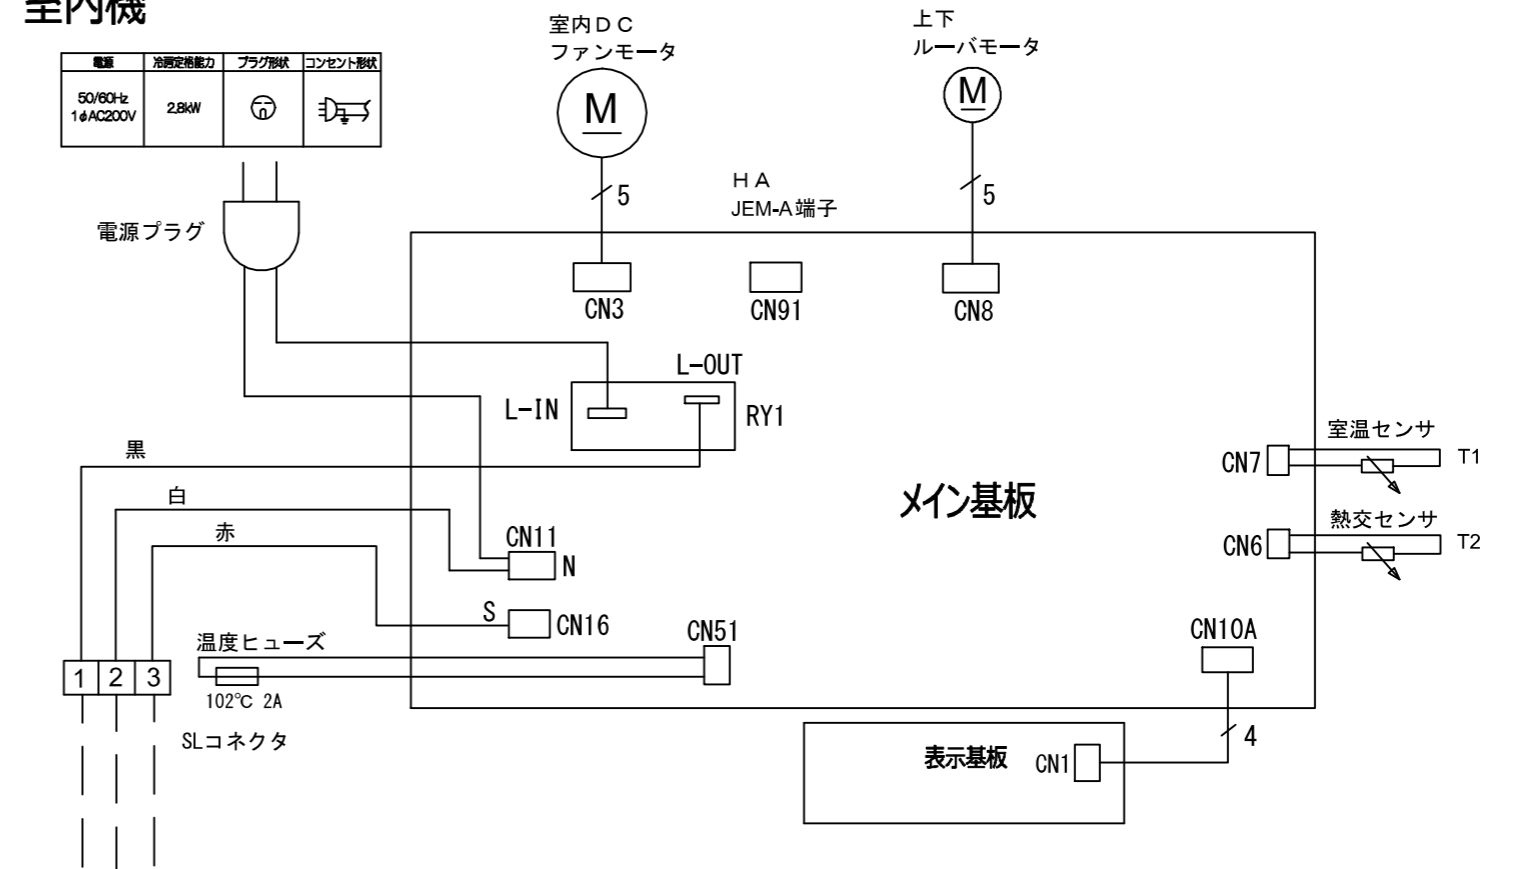 室内機
電源 冷房定格能力 プラグ形状 コンセント形状
50/60Hz
1φAC200V
2.8kW
室内DC
ファンモータ
M
5
上下
ルーバモータ
M
5
HA
JEM-A端子
電源プラグ
CN3
CN91
CN8
L-OUT
L-IN
RY1
黒
白
赤
CN11
N
S
CN16
CN51
温度ヒューズ
102℃ 2A
1 2 3
SLコネクタ
メイン基板
CN7
室温センサ
T1
CN6
熱交センサ
T2
CN10A
4
表示基板
CN1